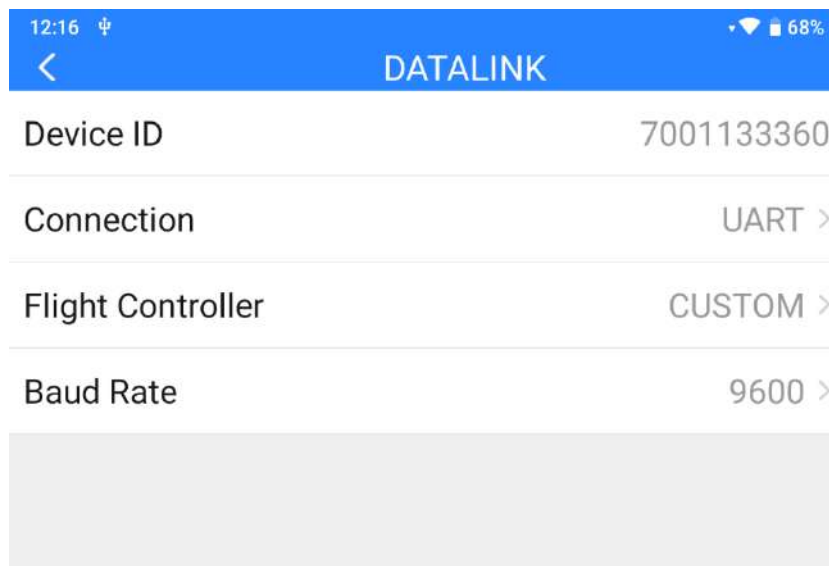 12:16 68%
DATALINK
Device ID 7001133360
Connection UART
Flight Controller CUSTOM
Baud Rate 9600